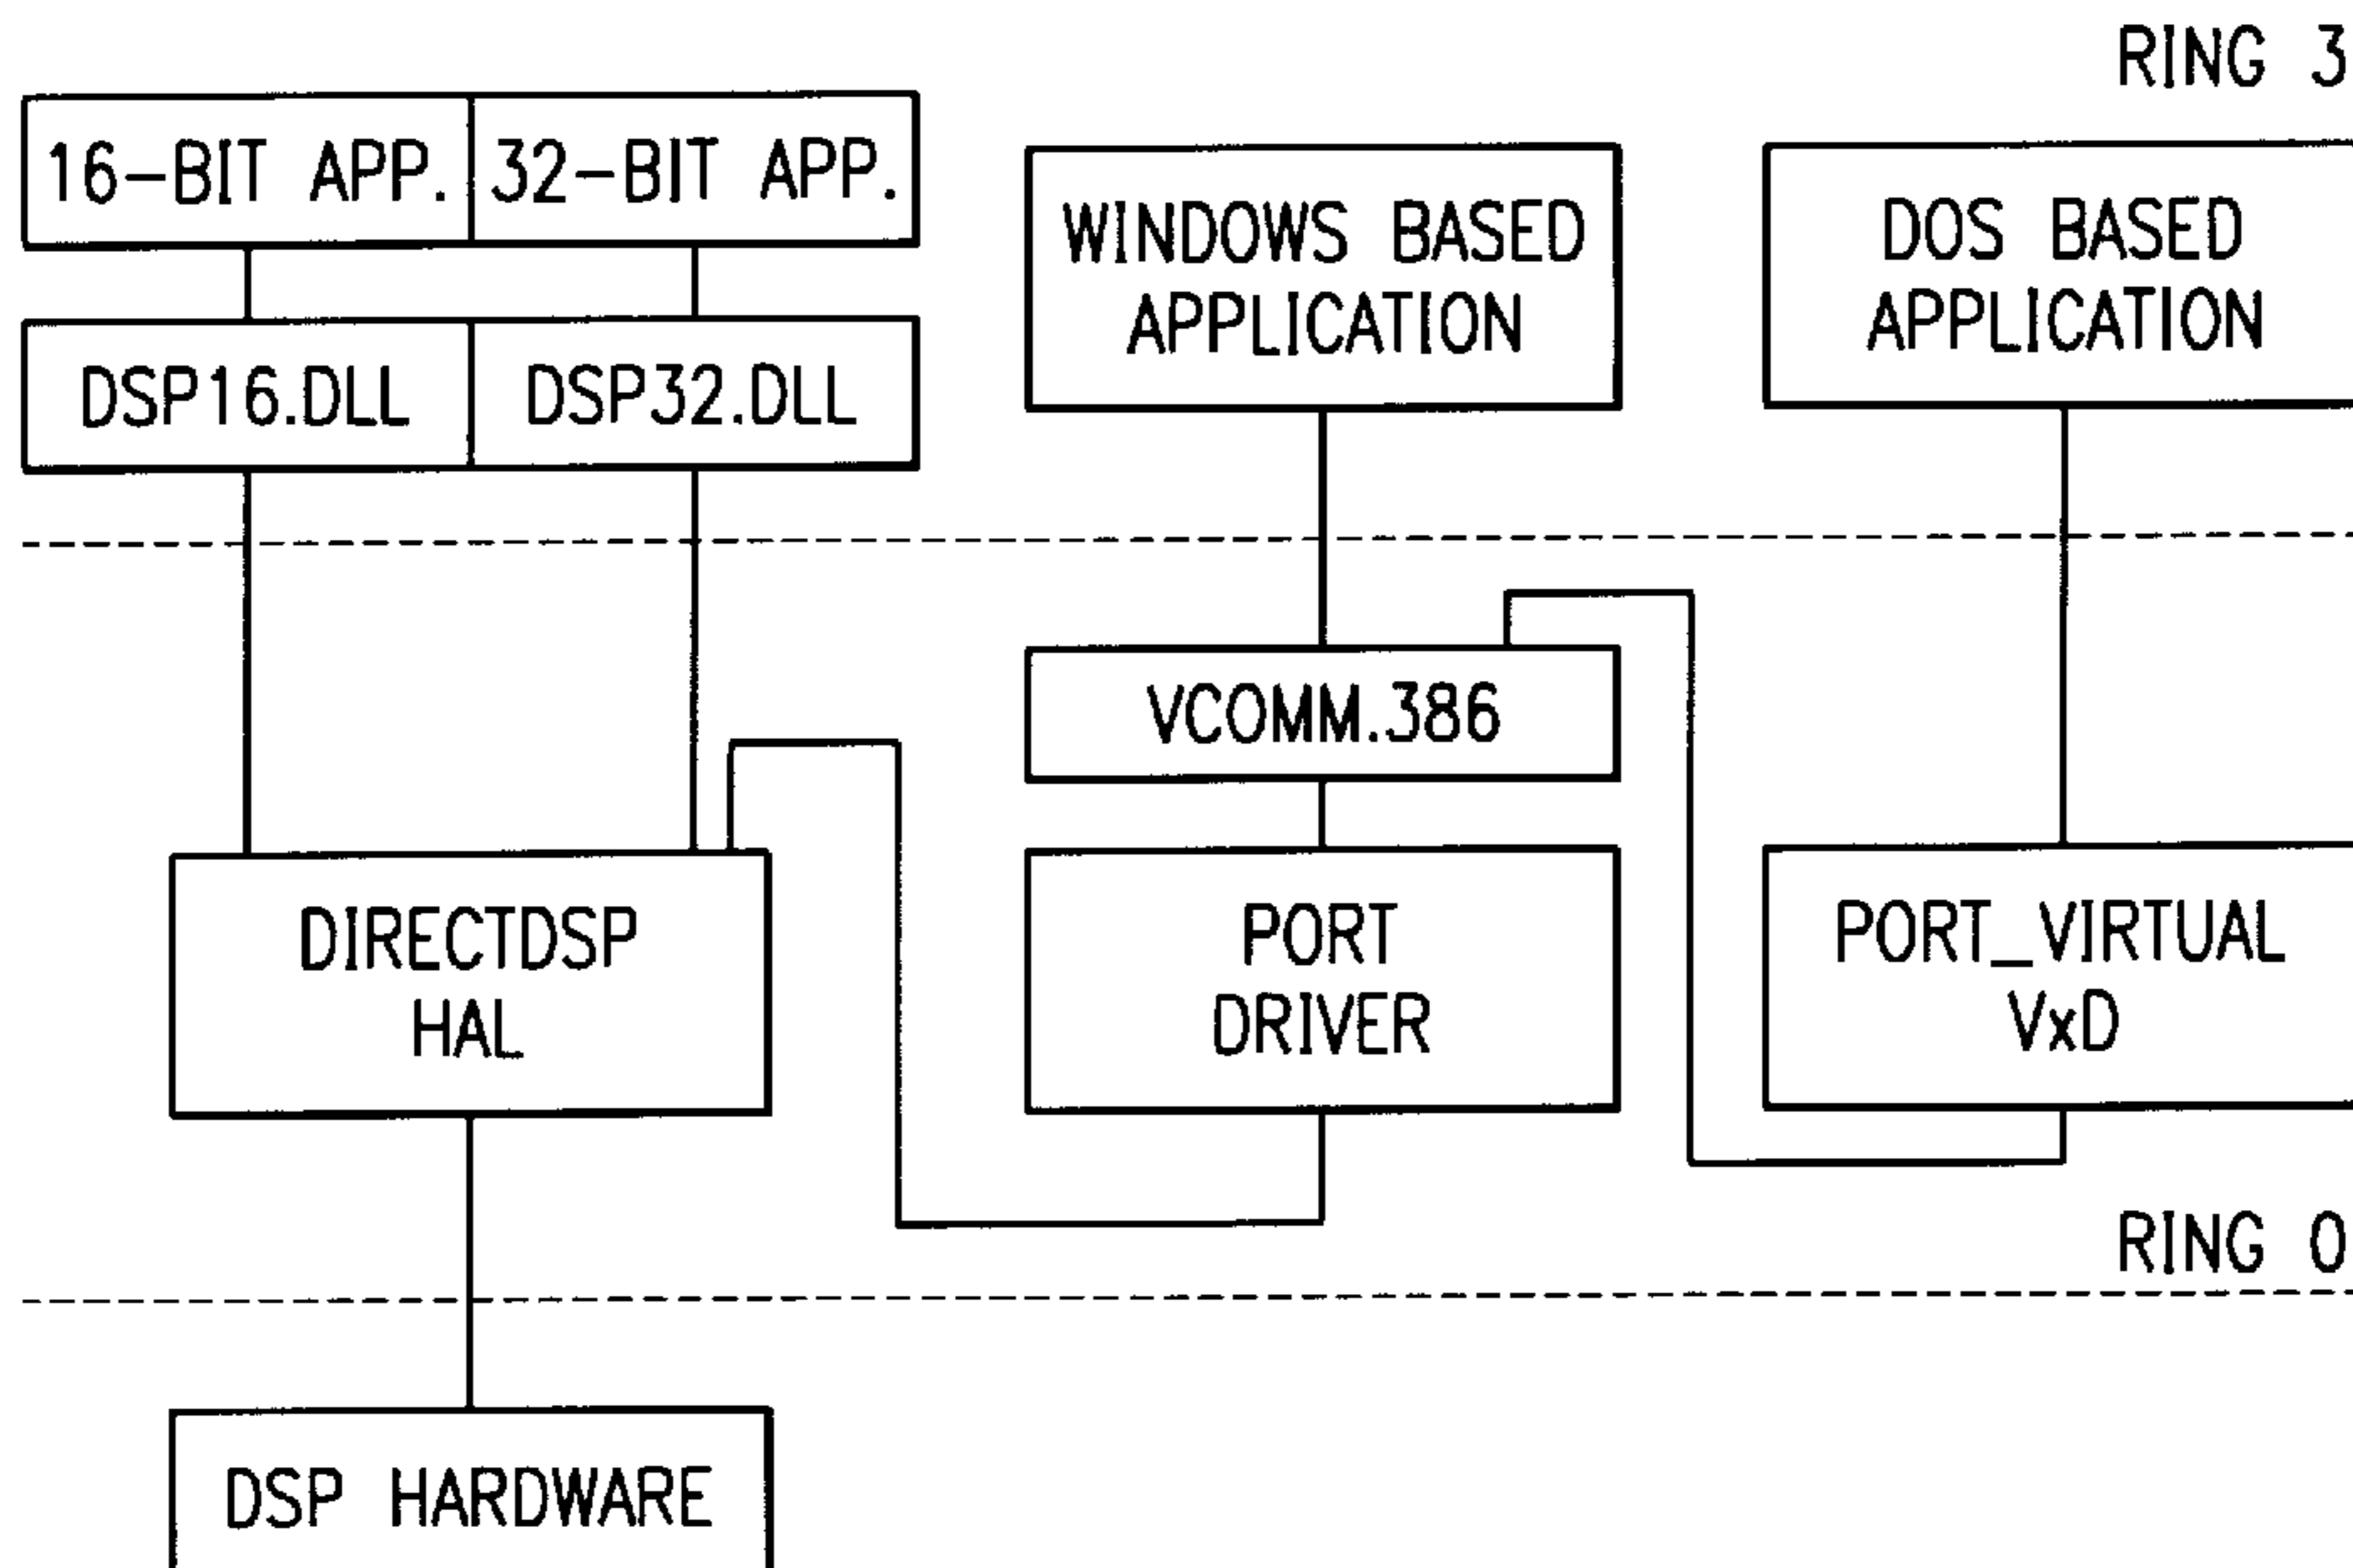 RING 3
16-BIT APP. 32-BIT APP.
WINDOWS BASED
APPLICATION
DOS BASED
APPLICATION
DSP16.DLL DSP32.DLL
VCOMM.386
DIRECTDSP
HAL
PORT
DRIVER
PORT_VIRTUAL
VxD
RING 0
DSP HARDWARE